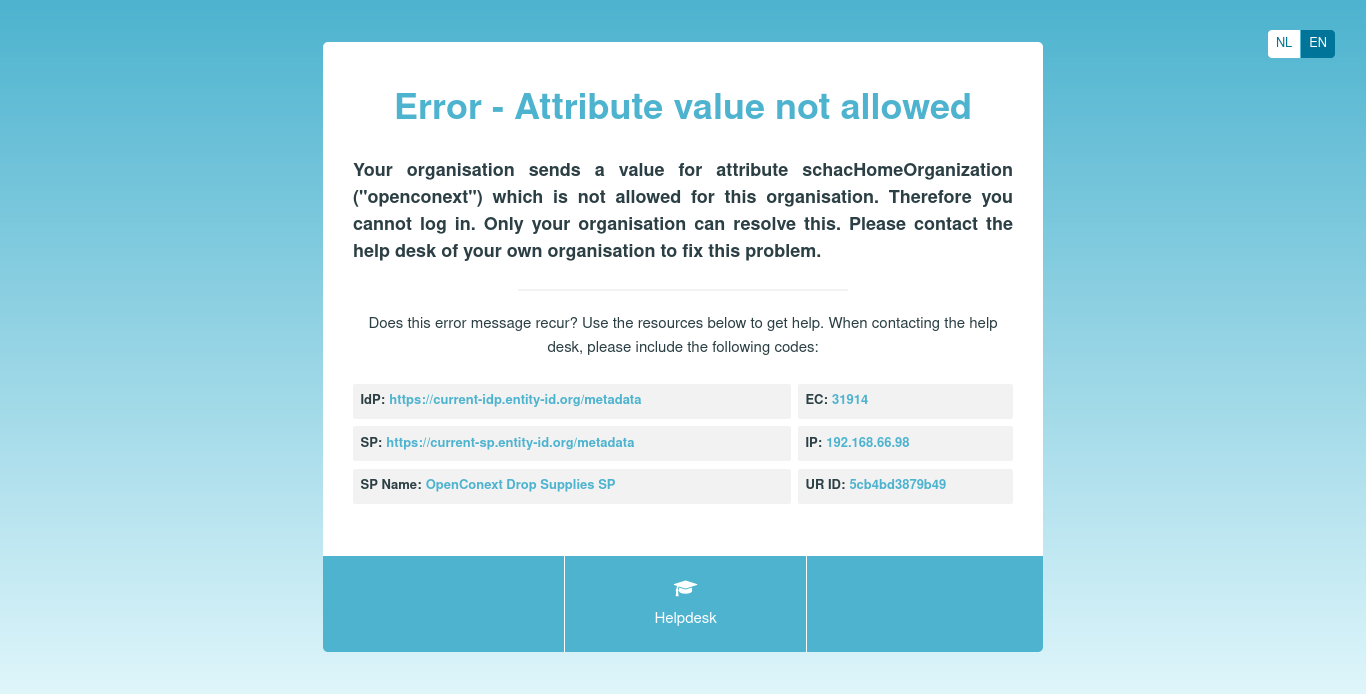 NL EN
Error - Attribute value not allowed
Your organisation sends a value for attribute schacHomeOrganization
("openconext") which is not allowed for this organisation. Therefore you
cannot log in. Only your organisation can resolve this. Please contact the
help desk of your own organisation to fix this problem.
Does this error message recur? Use the resources below to get help. When contacting the help
desk, please include the following codes:
IdP: https://current-idp.entity-id.org/metadata EC: 31914
SP: https://current-sp.entity-id.org/metadata IP: 192.168.66.98
SP Name: OpenConext Drop Supplies SP UR ID: 5cb4bd3879b49
Helpdesk